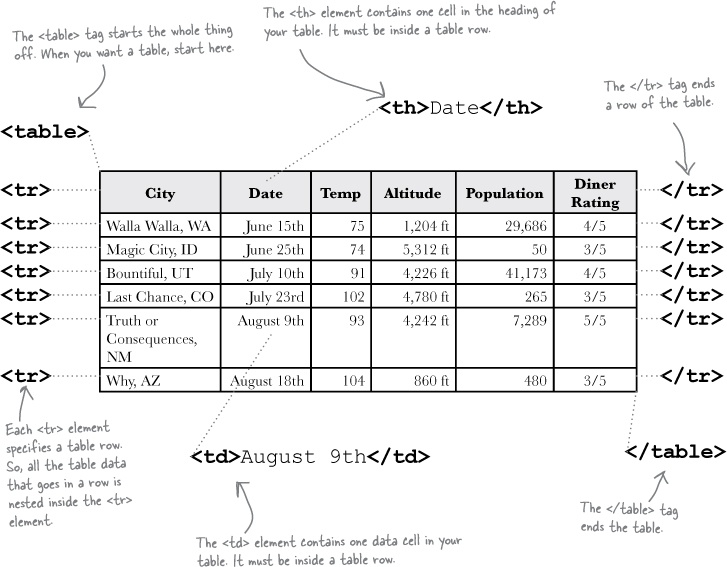 The <table> tag starts the whole thing
off. When you want a table, start here.
The <th> element contains one cell in the heading of
your table. It must be inside a table row.
The </tr> tag ends
a row of the table.
<th>Date</th>
<table>
<tr> City Date Temp Altitude Population Diner Rating </tr>
<tr> Walla Walla, WA June 15th 75 1,204 ft 29,686 4/5 </tr>
<tr> Magic City, ID June 25th 74 5,312 ft 50 3/5 </tr>
<tr> Bountiful, UT July 10th 91 4,226 ft 41,173 4/5 </tr>
<tr> Last Chance, CO July 23rd 102 4,780 ft 265 3/5 </tr>
<tr> Truth or August 9th 93 4,242 ft 7,289 5/5 </tr>
Consequences,
NM
<tr> Why, AZ August 18th 104 860 ft 480 3/5 </tr>
Each <tr> element
specifies a table row.
So, all the table data
that goes in a row is
nested inside the <tr>
element.
<td>August 9th</td>
</table>
The <td> element contains one data cell in your
table. It must be inside a table row.
The </table> tag
ends the table.